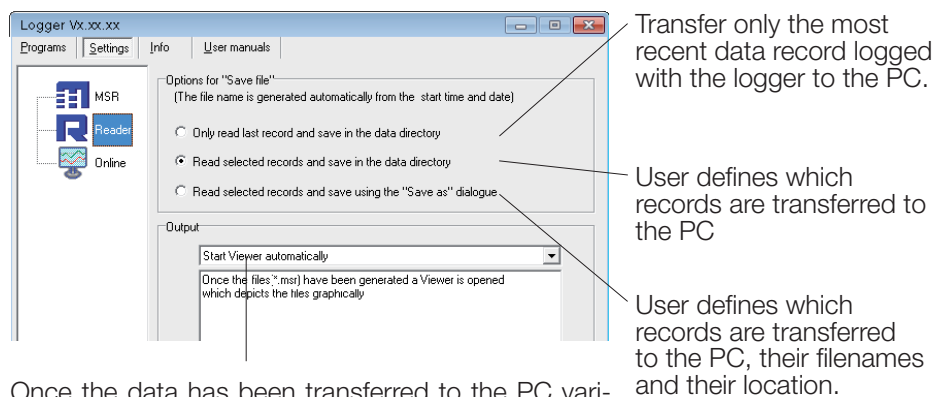 Logger Vx.xx.xx
Programs Settings Info User manuals
MSR
Reader
Online
Options for "Save file"
(The file name is generated automatically from the start time and date)
Only read last record and save in the data directory
Read selected records and save in the data directory
Read selected records and save using the "Save as" dialogue
Output
Start Viewer automatically
Once the files *.msr) have been generated a Viewer is opened
which depicts the files graphically
Transfer only the most
recent data record logged
with the logger to the PC.
User defines which
records are transferred to
the PC
User defines which
records are transferred
to the PC, their filenames
and their location.
Once the data has been transferred to the PC vari-